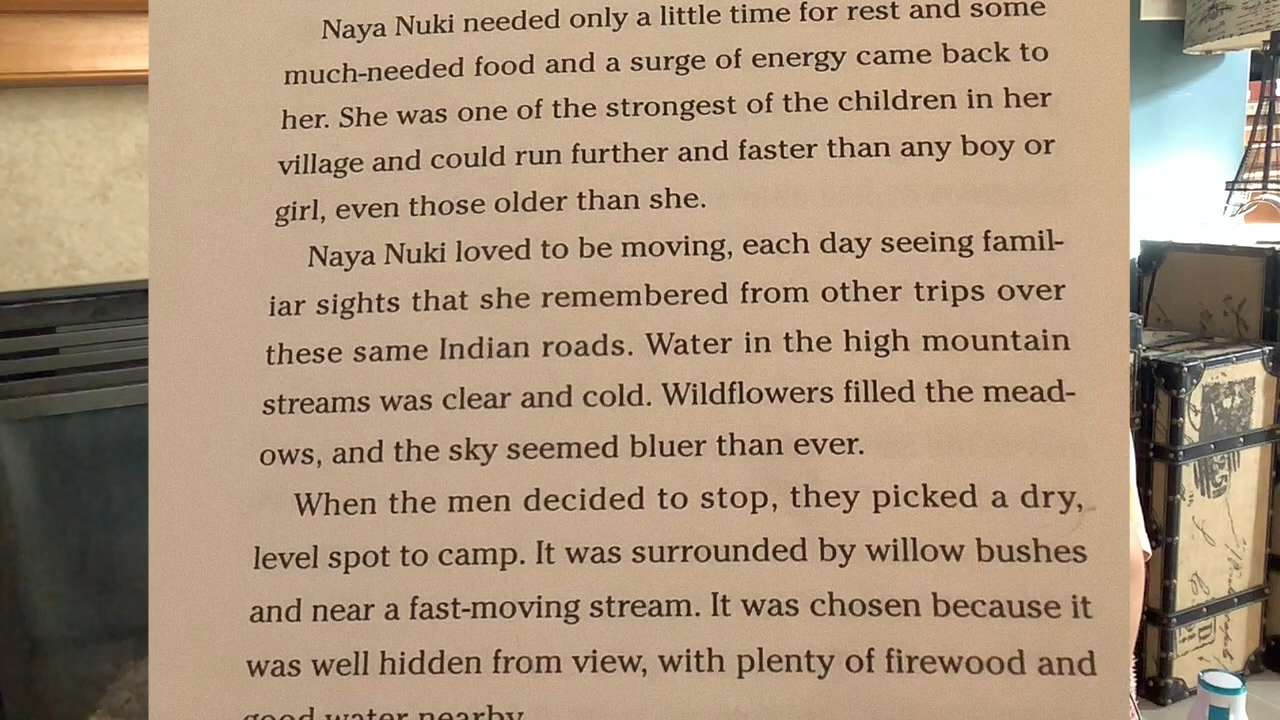 Naya Nuki needed only a little time for rest and some
much-needed food and a surge of energy came back to
her. She was one of the strongest of the children in her
village and could run further and faster than any boy or
girl, even those older than she.
Naya Nuki loved to be moving, each day seeing famil-
iar sights that she remembered from other trips over
these same Indian roads. Water in the high mountain
streams was clear and cold. Wildflowers filled the mead-
ows, and the sky seemed bluer than ever.
When the men decided to stop, they picked a dry,
level spot to camp. It was surrounded by willow bushes
and near a fast-moving stream. It was chosen because it
was well hidden from view, with plenty of firewood and
good water nearby.